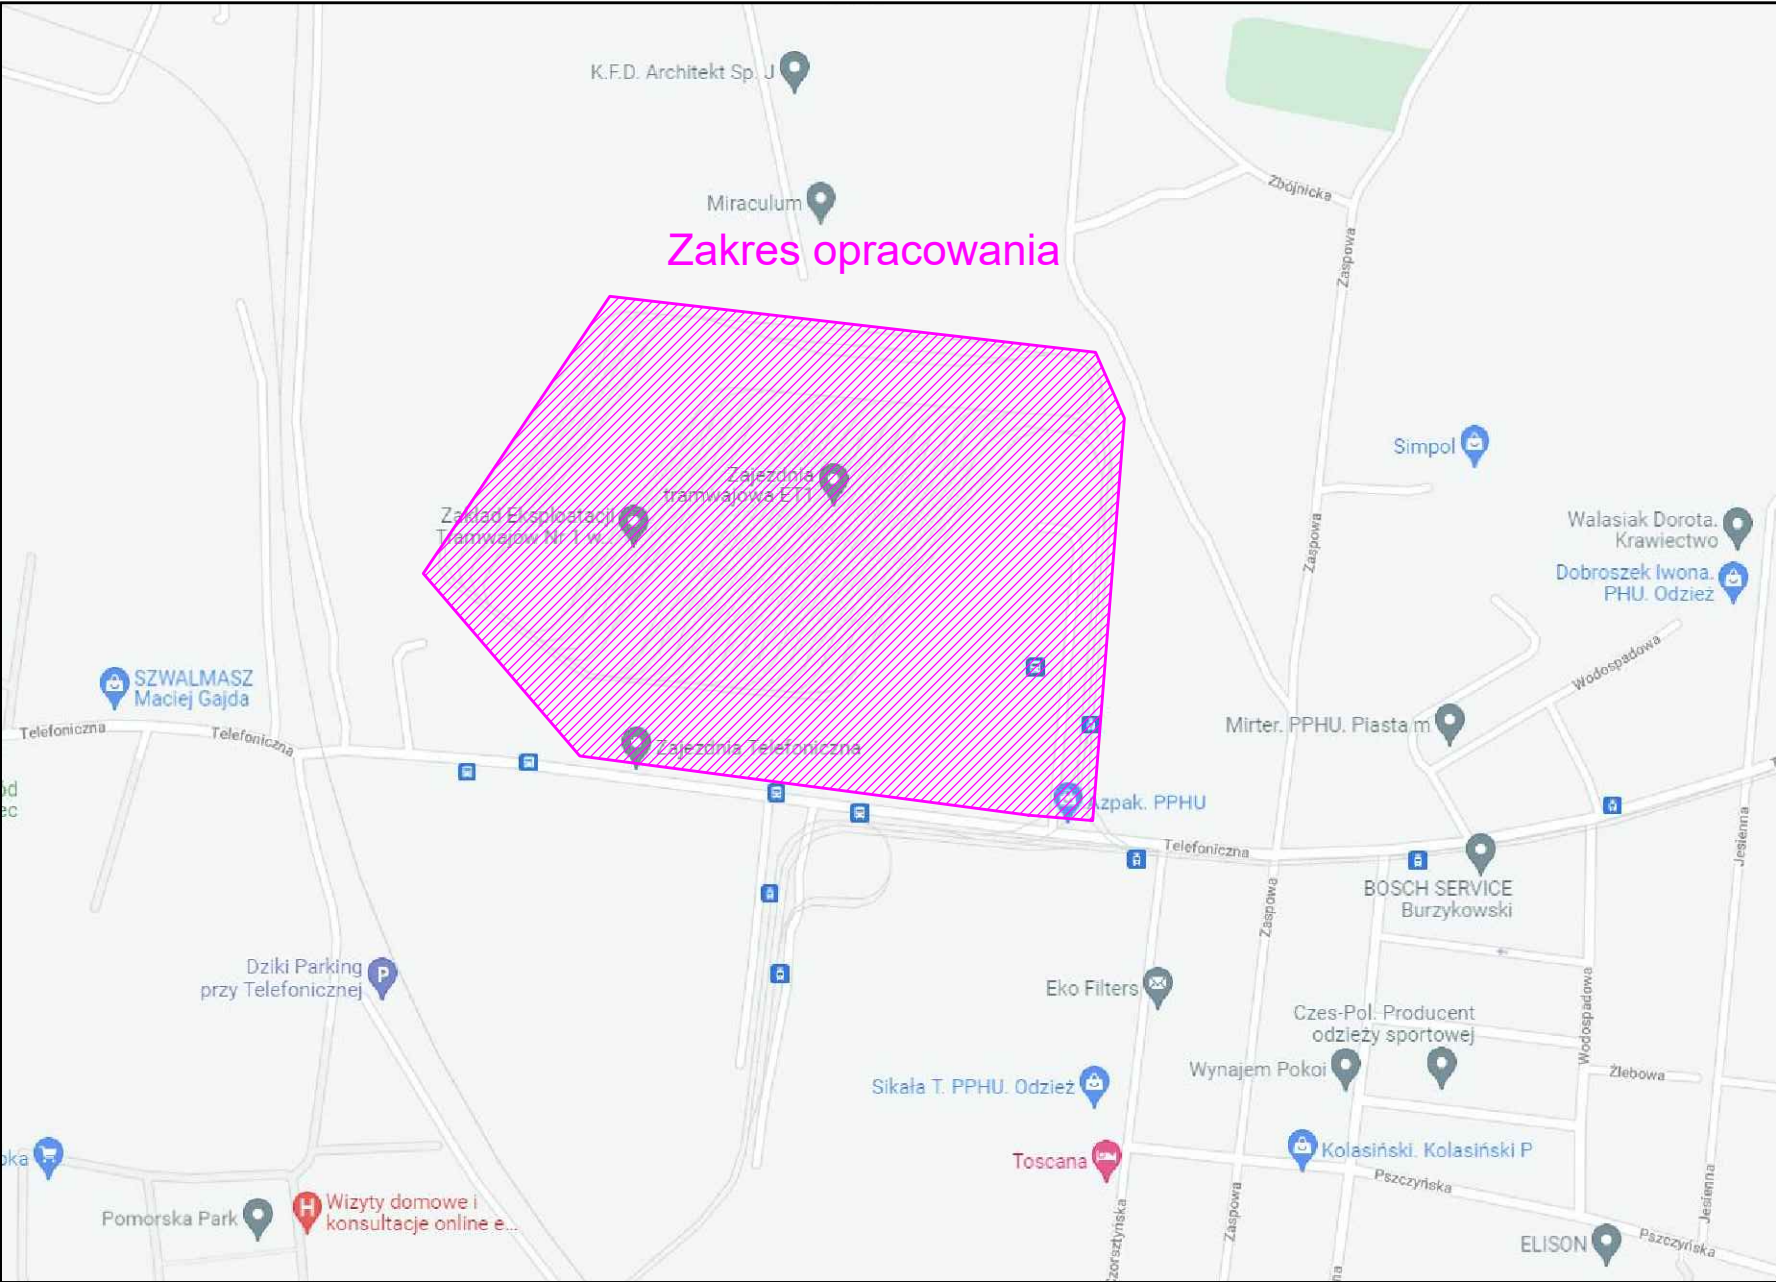 K.F.D. Architekt Sp. J
Miraculum
Zbójnicka
Zakres opracowania
Zaspowa
Simpol
Zajezdnia
tramwajowa ET1
Zakład Eksploatacji
Tramwajów Nr 1 w...
Zaspowa
Walasiak Dorota.
Krawiectwo
Dobroszek Iwona.
PHU. Odzież
Wodospadowa
SZWALMASZ
Maciej Gajda
Telefoniczna
Telefoniczna
Mirter. PPHU. Piasta m
Zajezdnia Telefoniczna
Azpak. PPHU
Telefoniczna
Jesienna
BOSCH SERVICE
Burzykowski
Zaspowa
Dziki Parking
przy Telefonicznej
P
Eko Filters
Czes-Pol. Producent
odzieży sportowej
Wodospadowa
Wynajem Pokoi
Żlebowa
Sikała T. PPHU. Odzież
Toscana
Kolasiński. Kolasiński P
Pszczyńska
Jesienna
Zaspowa
Pomorska Park
H
Wizyty domowe i
konsultacje online e...
ELISON
Pszczyńska